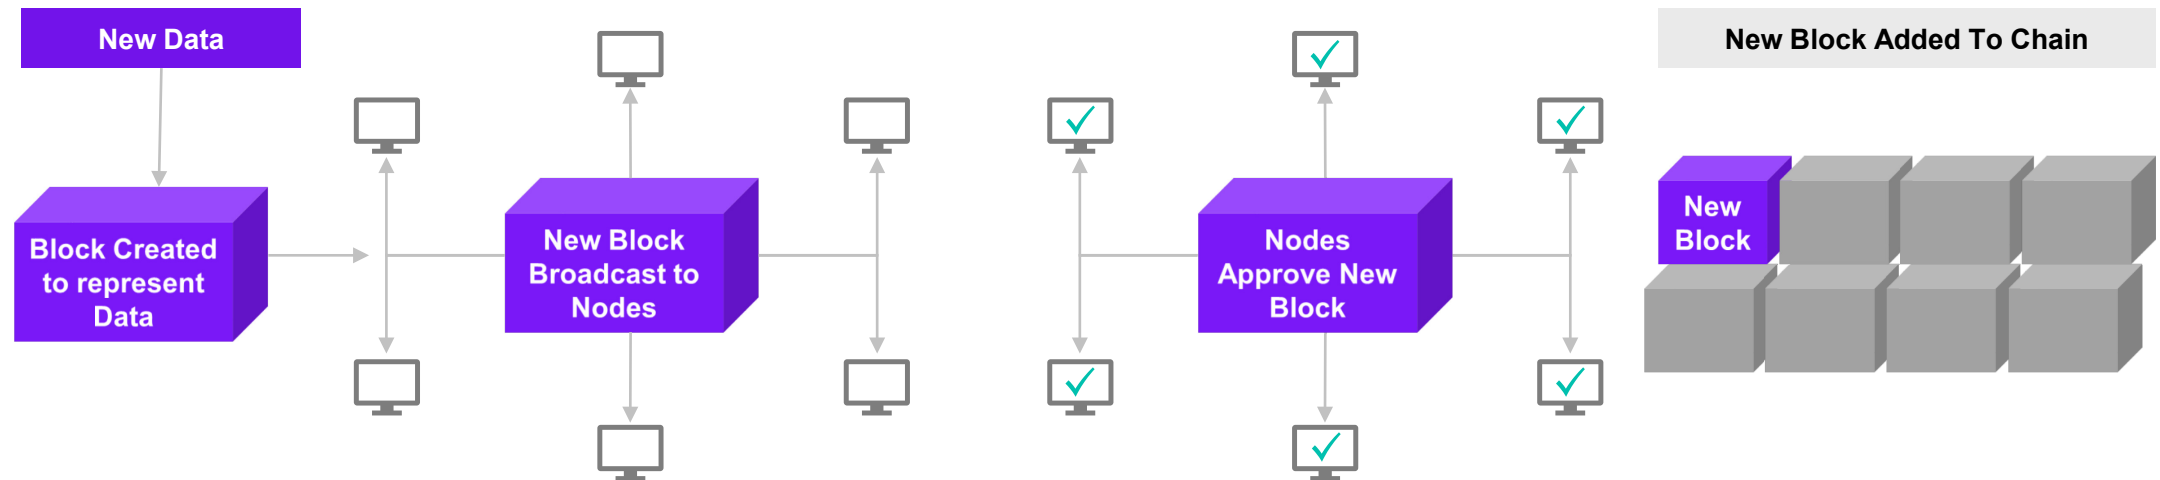 New Data
Block Created
to represent
Data
New Block
Broadcast to
Nodes
Nodes
Approve New
Block
New Block Added To Chain
New
Block